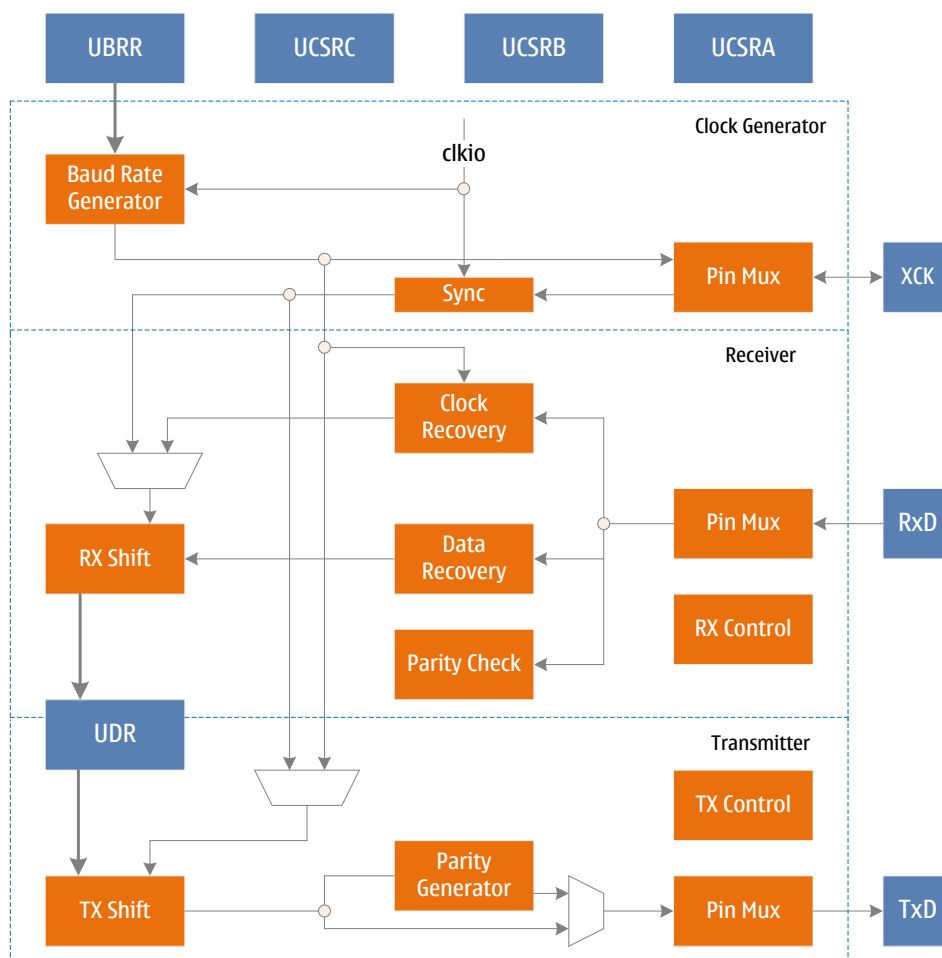 UBRR
UCSRC
UCSRB
UCSRA
Clock Generator
clkio
Baud Rate
Generator
Sync
Pin Mux
XCK
Receiver
Clock
Recovery
RX Shift
Data
Recovery
Pin Mux
RxD
Parity Check
RX Control
UDR
Transmitter
TX Control
TX Shift
Parity
Generator
Pin Mux
TxD